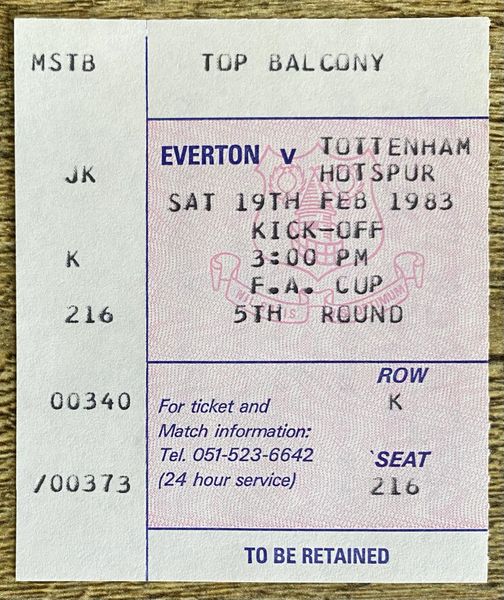 MSTB
TOP BALCONY
JK
K
216
00340
/00373
EVERTON v TOTTENHAM
HOTSPUR
SAT 19TH FEB 1983
KICK-OFF
3:00 PM
F.A. CUP
5TH ROUND
ROW
K
For ticket and
Match information:
Tel. 051-523-6642
(24 hour service)
SEAT
216
TO BE RETAINED